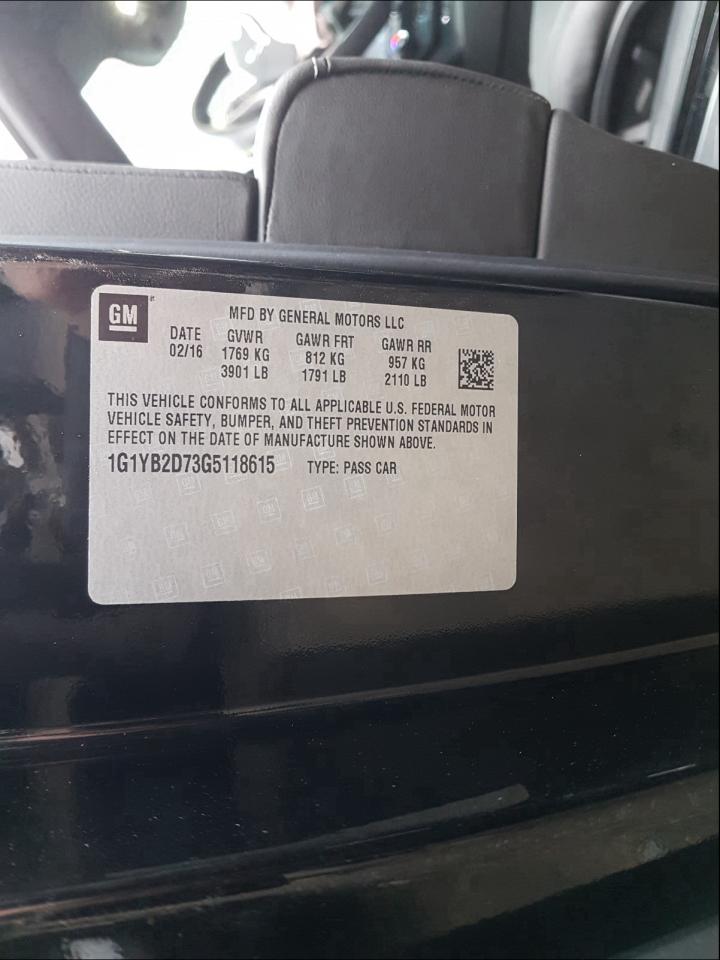 GM
MFD BY GENERAL MOTORS LLC
DATE GVWR GAWR FRT GAWR RR
02/16 1769 KG 812 KG 957 KG
3901 LB 1791 LB 2110 LB
THIS VEHICLE CONFORMS TO ALL APPLICABLE U.S. FEDERAL MOTOR
VEHICLE SAFETY, BUMPER, AND THEFT PREVENTION STANDARDS IN
EFFECT ON THE DATE OF MANUFACTURE SHOWN ABOVE.
1G1YB2D73G5118615 TYPE: PASS CAR